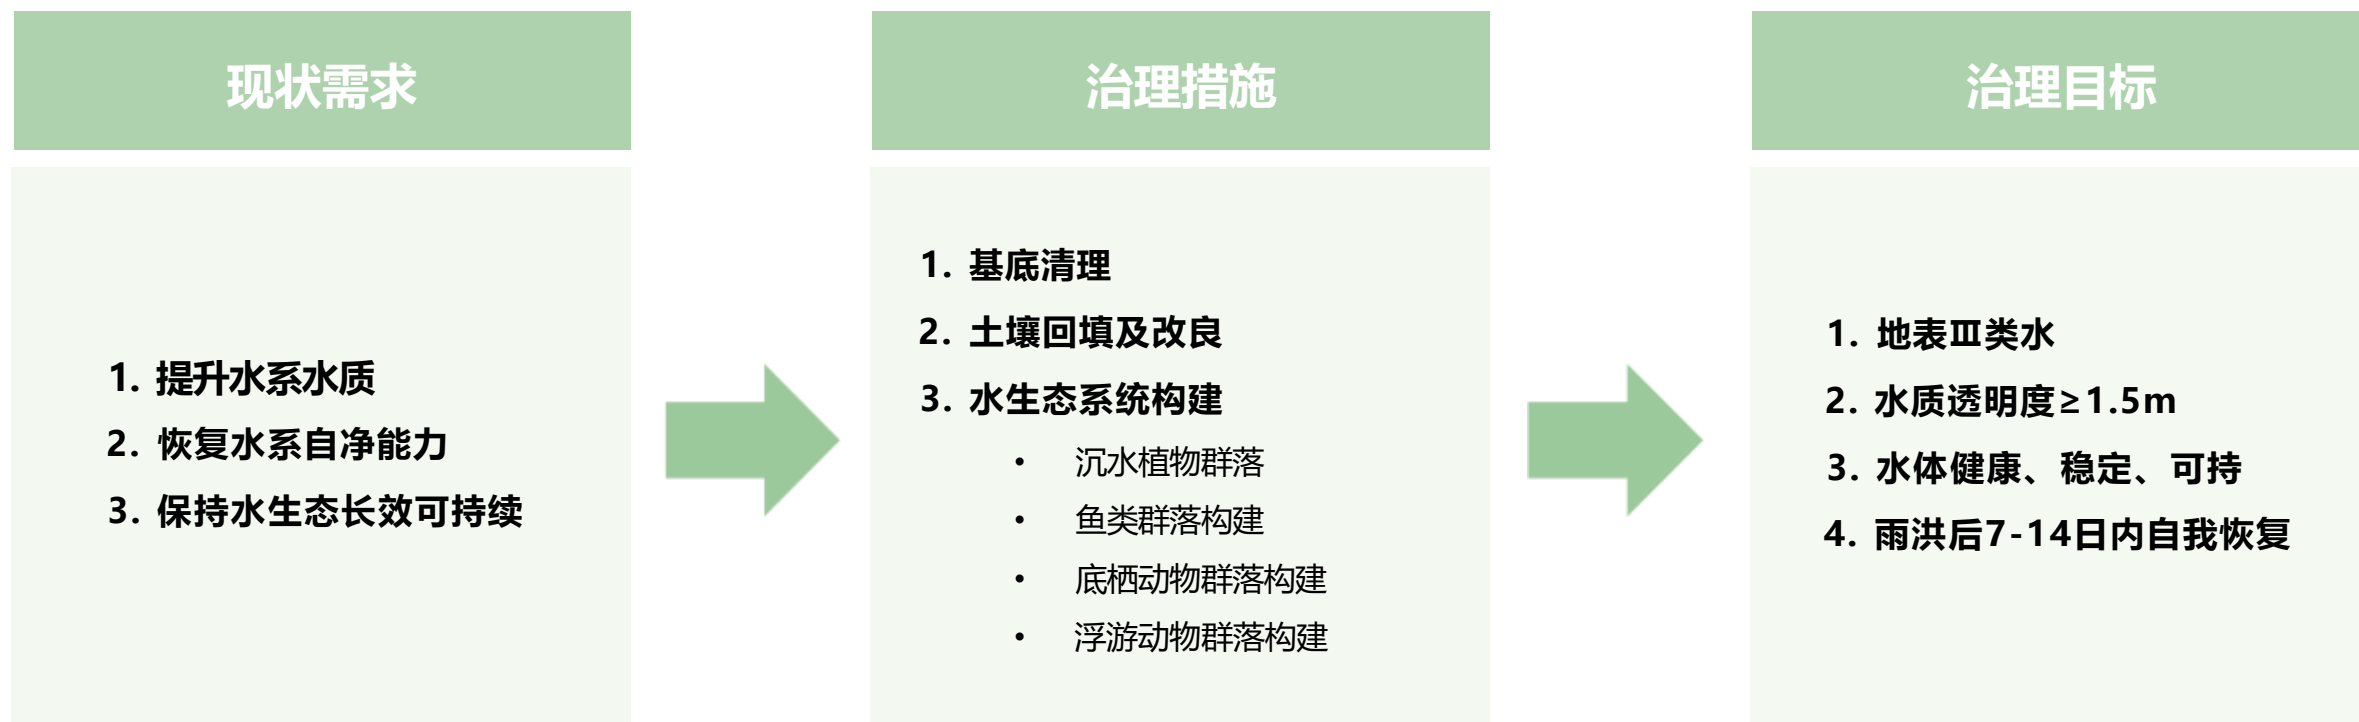 现状需求
1. 提升水系水质
2. 恢复水系自净能力
3. 保持水生态长效可持续
治理措施
1. 基底清理
2. 土壤回填及改良
3. 水生态系统构建
• 沉水植物群落
• 鱼类群落构建
• 底栖动物群落构建
• 浮游动物群落构建
治理目标
1. 地表Ⅲ类水
2. 水质透明度≥1.5m
3. 水体健康、稳定、可持
4. 雨洪后7-14日内自我恢复